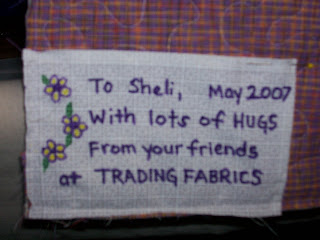 To Sheli, May 2007
With lots of HUGS
From your friends
at TRADING FABRICS